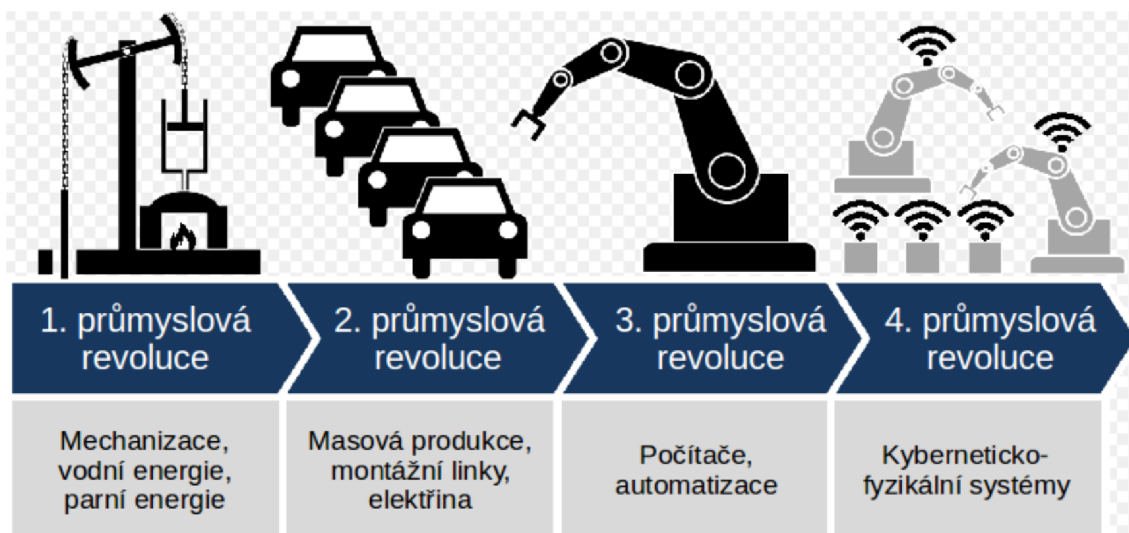 1. průmyslová
revoluce
2. průmyslová
revoluce
3. průmyslová
revoluce
4. průmyslová
revoluce
Mechanizace,
vodní energie,
parní energie
Masová produkce,
montážní linky,
elektřina
Počítače,
automatizace
Kyberneticko-
fyzikální systémy